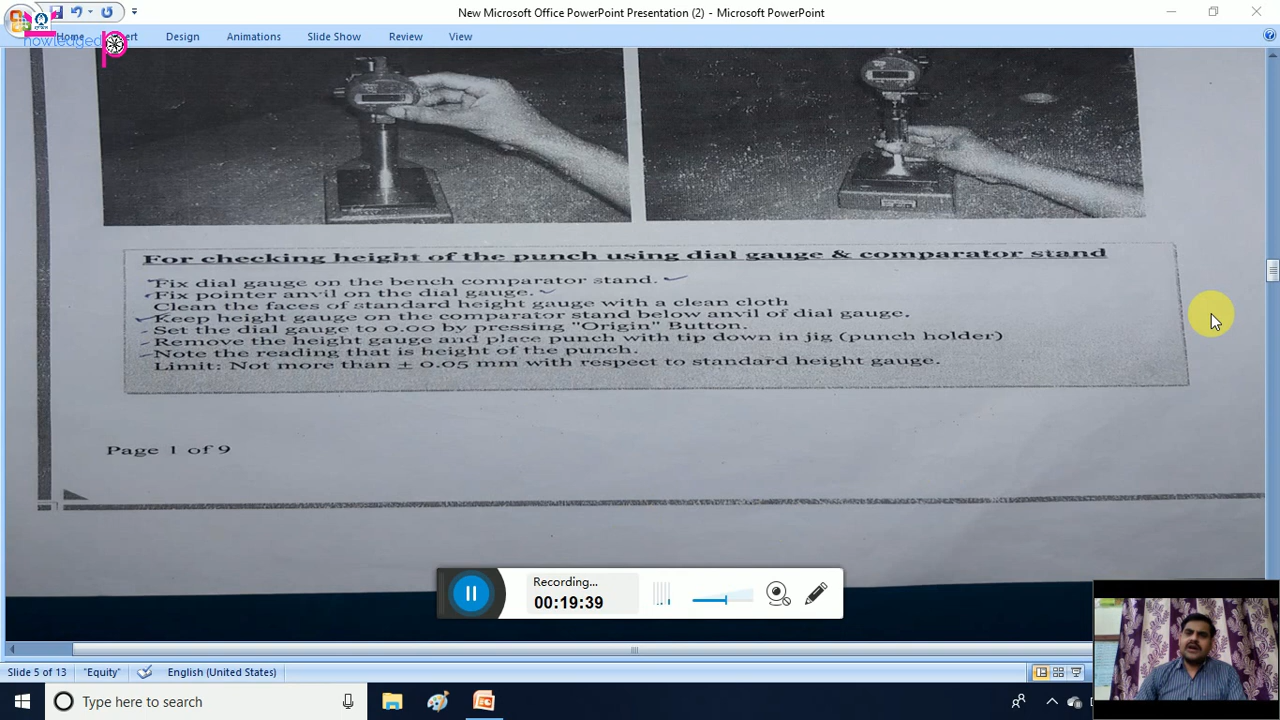 New Microsoft Office PowerPoint Presentation (2) - Microsoft PowerPoint
Home
Design
Animations
Slide Show
Review
View
nowledged
For checking height of the punch using dial gauge & comparator stand
Fix dial gauge on the bench comparator stand.
Fix pointer anvil on the dial gauge.
Clean the faces of standard height gauge with a clean cloth
Keep height gauge on the comparator stand below anvil of dial gauge.
Set the dial gauge to 0.00 by pressing "Origin" Button.
Remove the height gauge and place punch with tip down in jig (punch holder)
Note the reading that is height of the punch.
Limit: Not more than ± 0.05 mm with respect to standard height gauge.
Page 1 of 9
Recording...
00:19:39
Slide 5 of 13
"Equity"
English (United States)
Type here to search